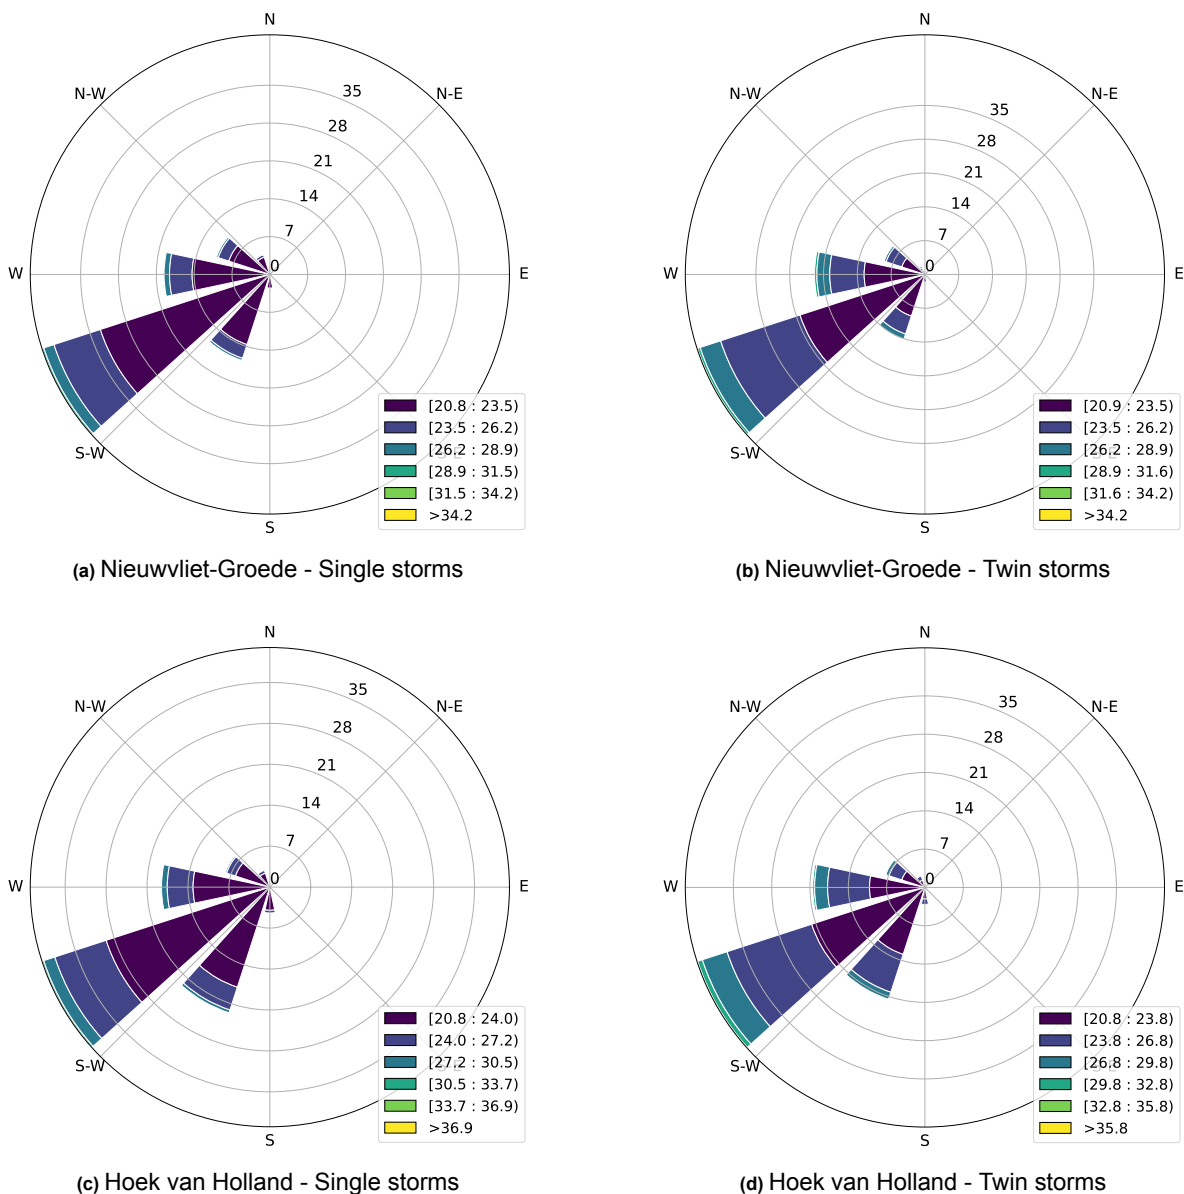 N
N-W
N-E
35
28
21
14
7
0
W
E
S-W
S-E
S
[20.8 : 23.5)
[23.5 : 26.2)
[26.2 : 28.9)
[28.9 : 31.5)
[31.5 : 34.2)
>34.2
(a) Nieuwvliet-Groede - Single storms
N
N-W
N-E
35
28
21
14
7
0
W
E
S-W
S-E
S
[20.9 : 23.5)
[23.5 : 26.2)
[26.2 : 28.9)
[28.9 : 31.6)
[31.6 : 34.2)
>34.2
(b) Nieuwvliet-Groede - Twin storms
N
N-W
N-E
35
28
21
14
7
0
W
E
S-W
S-E
S
[20.8 : 24.0)
[24.0 : 27.2)
[27.2 : 30.5)
[30.5 : 33.7)
[33.7 : 36.9)
>36.9
(c) Hoek van Holland - Single storms
N
N-W
N-E
35
28
21
14
7
0
W
E
S-W
S-E
S
[20.8 : 23.8)
[23.8 : 26.8)
[26.8 : 29.8)
[29.8 : 32.8)
[32.8 : 35.8)
>35.8
(d) Hoek van Holland - Twin storms